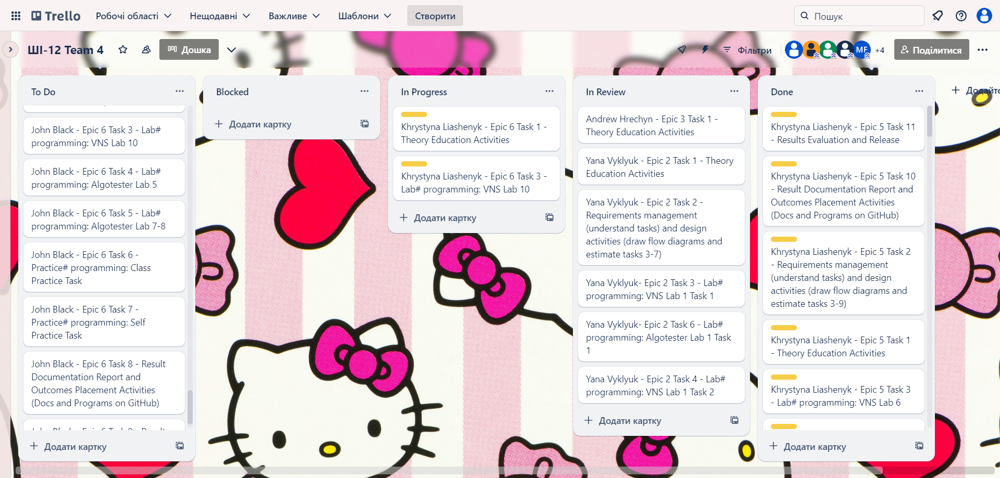 Trello
Робочі області
Нещодавні
Важливе
Шаблони
Створити
Пошук
ШІ-12 Team 4
Дошка
Фільтри
MF
+4
Поділитися
To Do
John Black - Epic 6 Task 3 - Lab#
programming: VNS Lab 10
John Black - Epic 6 Task 4 - Lab#
programming: Algotester Lab 5
John Black - Epic 6 Task 5 - Lab#
programming: Algotester Lab 7-8
John Black - Epic 6 Task 6 -
Practice# programming: Class
Practice Task
John Black - Epic 6 Task 7 -
Practice# programming: Self
Practice Task
John Black - Epic 6 Task 8 - Result
Documentation Report and
Outcomes Placement Activities
(Docs and Programs on GitHub)
Додати картку
Blocked
Додати картку
In Progress
Khrystyna Liashenyk - Epic 6 Task 1 -
Theory Education Activities
Khrystyna Liashenyk - Epic 6 Task 3 -
Lab# programming: VNS Lab 10
Додати картку
In Review
Andrew Hrechyn - Epic 3 Task 1 -
Theory Education Activities
Yana Vyklyuk - Epic 2 Task 1 - Theory
Education Activities
Yana Vyklyuk - Epic 2 Task 2 -
Requirements management
(understand tasks) and design
activities (draw flow diagrams and
estimate tasks 3-7)
Yana Vyklyuk- Epic 2 Task 3 - Lab#
programming: VNS Lab 1 Task 1
Yana Vyklyuk- Epic 2 Task 6 - Lab#
programming: Algotester Lab 1 Task
1
Yana Vyklyuk - Epic 2 Task 4 - Lab#
programming: VNS Lab 1 Task 2
Додати картку
Done
Khrystyna Liashenyk - Epic 5 Task 11
- Results Evaluation and Release
Khrystyna Liashenyk - Epic 5 Task 10
- Result Documentation Report and
Outcomes Placement Activities
(Docs and Programs on GitHub)
Khrystyna Liashenyk - Epic 5 Task 2
- Requirements management
(understand tasks) and design
activities (draw flow diagrams and
estimate tasks 3-9)
Khrystyna Liashenyk - Epic 5 Task 1
- Theory Education Activities
Khrystyna Liashenyk - Epic 5 Task 3
- Lab# programming: VNS Lab 6
Додати картку
Додайте